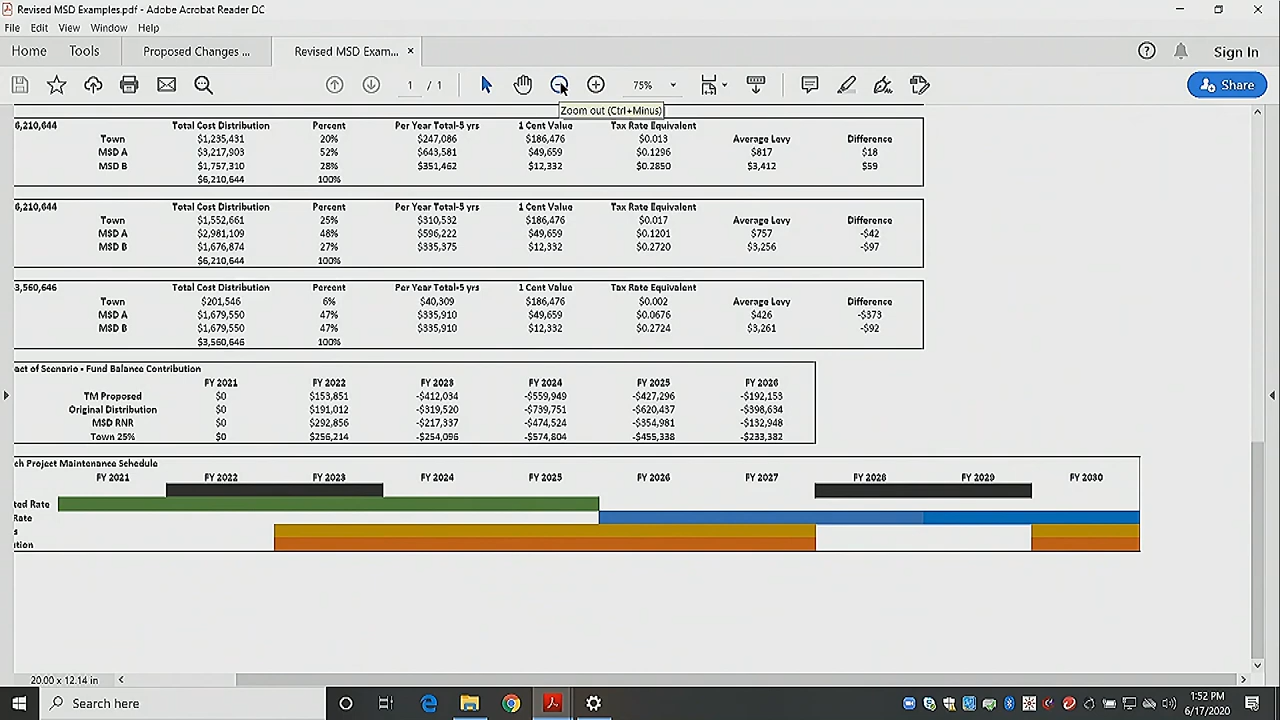 Revised MSD Examples.pdf - Adobe Acrobat Reader DC
File Edit View Window Help
Home Tools Proposed Changes ... Revised MSD Exam... × Sign In
1 / 1 75% Share
Zoom out (Ctrl+Minus)
6,210,644 Total Cost Distribution Percent Per Year Total-5 yrs 1 Cent Value Tax Rate Equivalent
Town $1,235,431 20% $247,086 $186,476 $0.013 Average Levy Difference
MSD A $3,217,903 52% $643,581 $49,659 $0.1296 $817 $18
MSD B $1,757,310 28% $351,462 $12,332 $0.2850 $3,412 $59
$6,210,644 100%
6,210,644 Total Cost Distribution Percent Per Year Total-5 yrs 1 Cent Value Tax Rate Equivalent
Town $1,552,661 25% $310,532 $186,476 $0.017 Average Levy Difference
MSD A $2,981,109 48% $596,222 $49,659 $0.1201 $757 -$42
MSD B $1,676,874 27% $335,375 $12,332 $0.2720 $3,256 -$97
$6,210,644 100%
3,560,646 Total Cost Distribution Percent Per Year Total-5 yrs 1 Cent Value Tax Rate Equivalent
Town $201,546 6% $40,309 $186,476 $0.002 Average Levy Difference
MSD A $1,679,550 47% $335,910 $49,659 $0.0676 $426 -$373
MSD B $1,679,550 47% $335,910 $12,332 $0.2724 $3,261 -$92
$3,560,646 100%
act of Scenario - Fund Balance Contribution
FY 2021 FY 2022 FY 2023 FY 2024 FY 2025 FY 2026
TM Proposed $0 $153,851 -$412,034 -$559,949 -$427,296 -$192,153
Original Distribution $0 $191,012 -$319,520 -$739,751 -$620,437 -$398,634
MSD RNR $0 $292,856 -$217,337 -$474,524 -$354,981 -$132,948
Town 25% $0 $256,214 -$254,096 -$574,804 -$455,338 -$233,382
ch Project Maintenance Schedule
FY 2021 FY 2022 FY 2023 FY 2024 FY 2025 FY 2026 FY 2027 FY 2028 FY 2029 FY 2030
ted Rate
Rate
s
tion
20.00 x 12.14 in
Search here
1:52 PM
6/17/2020